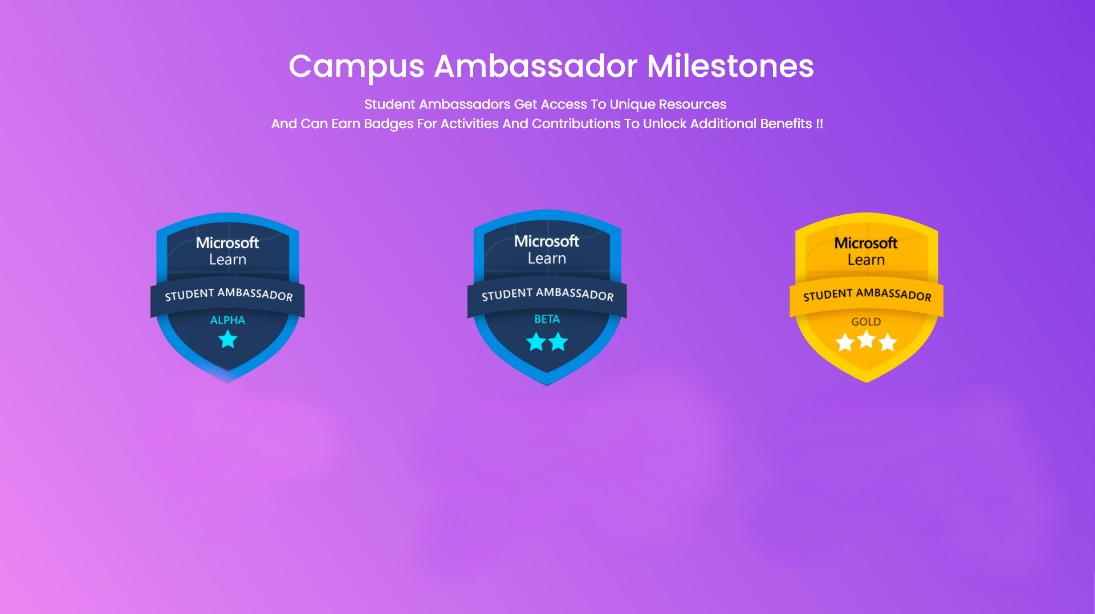 Campus Ambassador Milestones
Student Ambassadors Get Access To Unique Resources
And Can Earn Badges For Activities And Contributions To Unlock Additional Benefits !!
Microsoft
Learn
STUDENT AMBASSADOR
ALPHA
Microsoft
Learn
STUDENT AMBASSADOR
BETA
Microsoft
Learn
STUDENT AMBASSADOR
GOLD